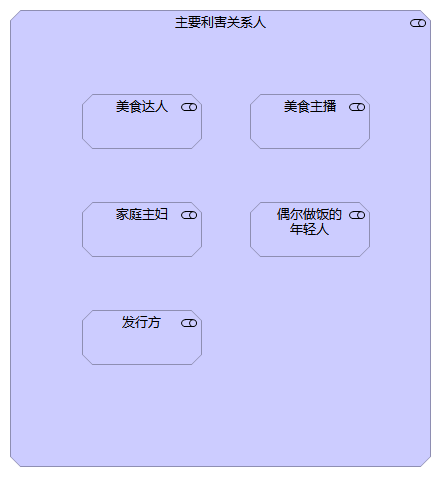 主要利害关系人
美食达人
美食主播
家庭主妇
偶尔做饭的
年轻人
发行方